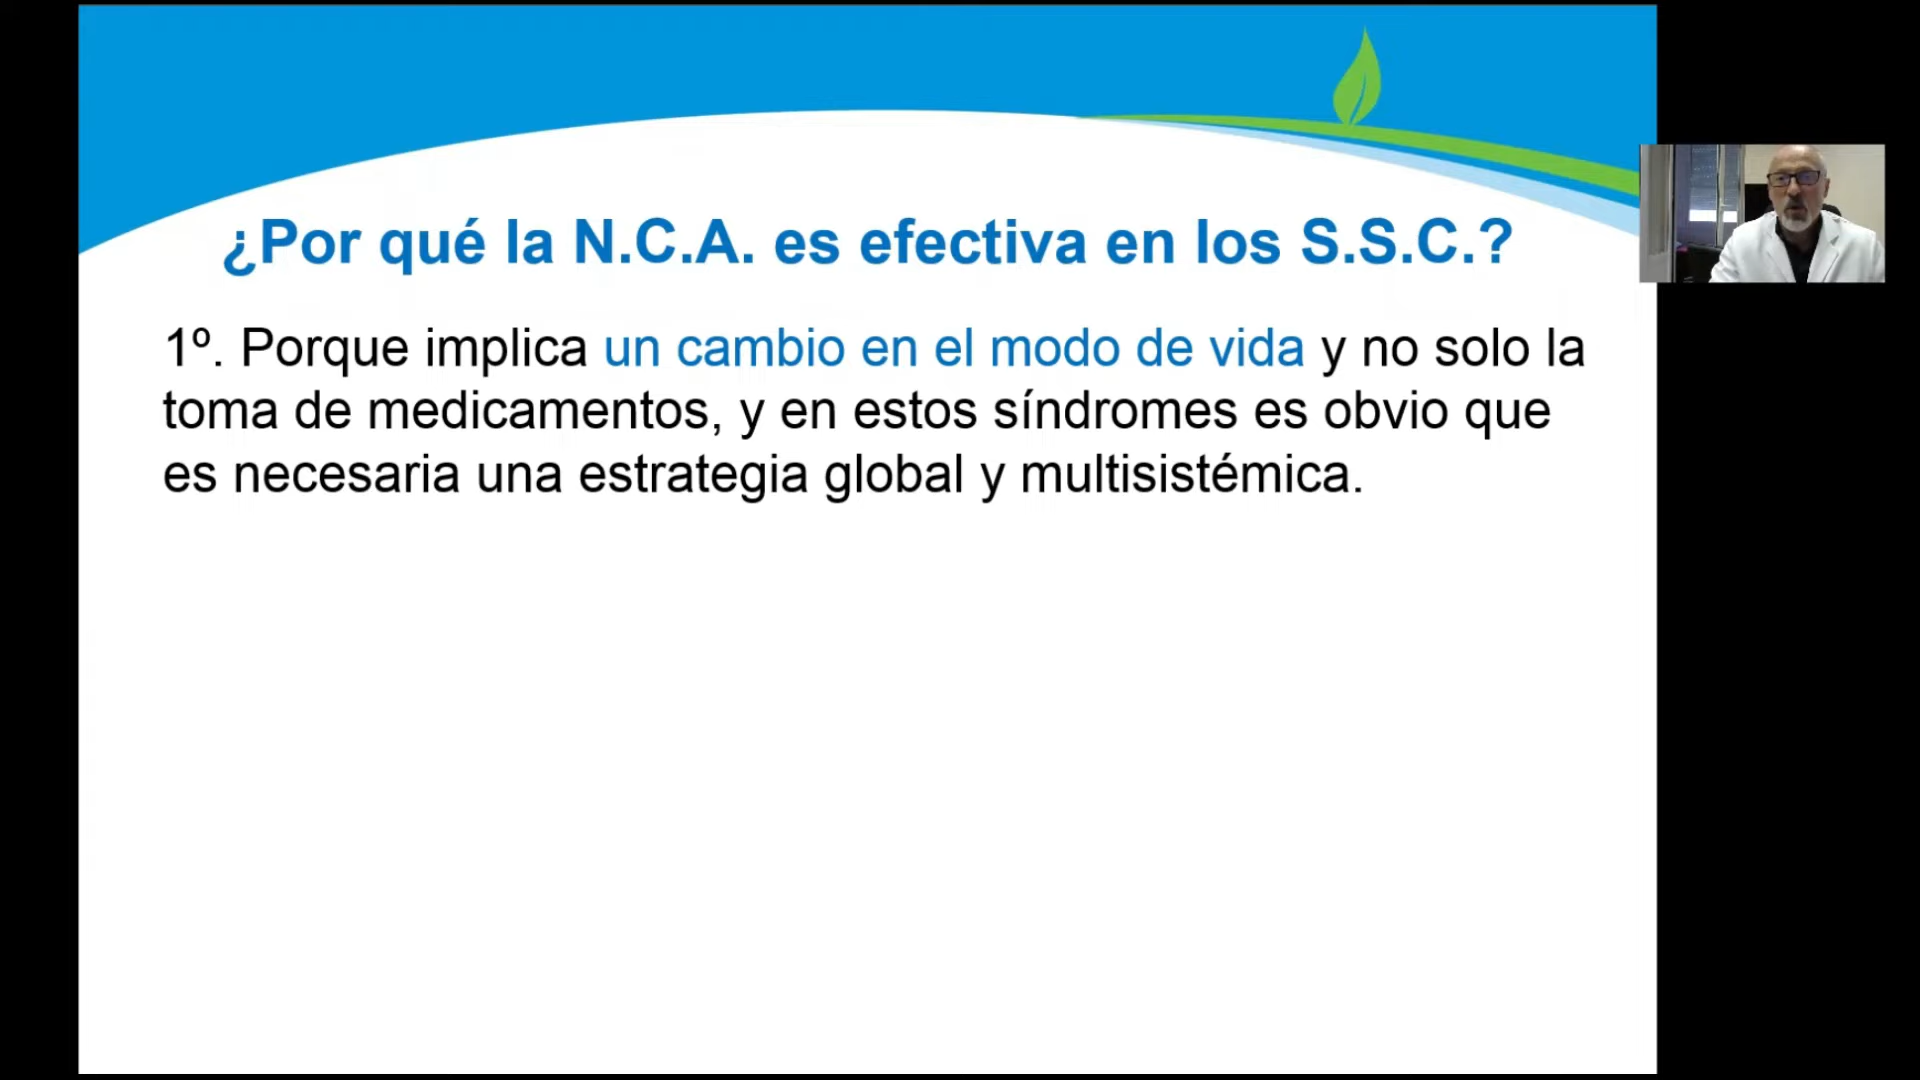 ¿Por qué la N.C.A. es efectiva en los S.S.C.?
1º. Porque implica un cambio en el modo de vida y no solo la
toma de medicamentos, y en estos síndromes es obvio que
es necesaria una estrategia global y multisistémica.